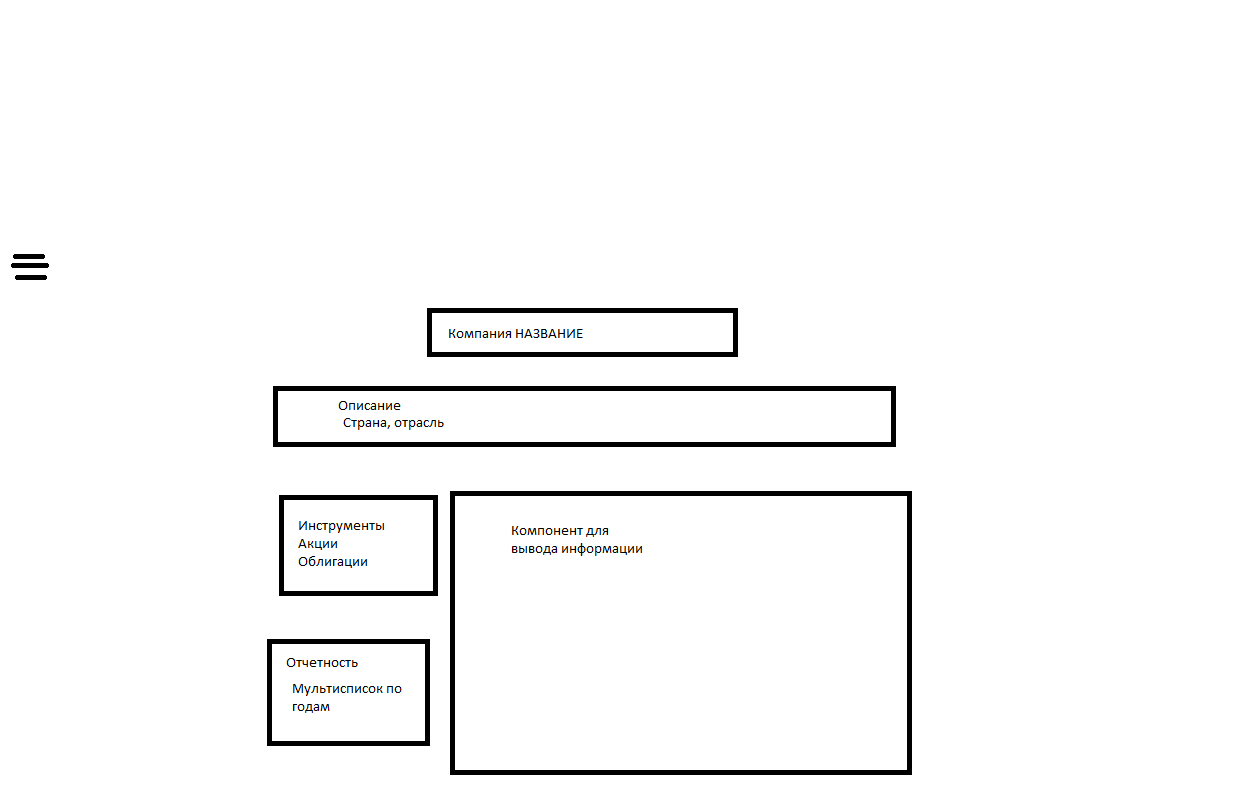 Компания НАЗВАНИЕ
Описание
Страна, отрасль
Инструменты
Акции
Облигации
Компонент для
вывода информации
Отчетность
Мультисписок по
годам